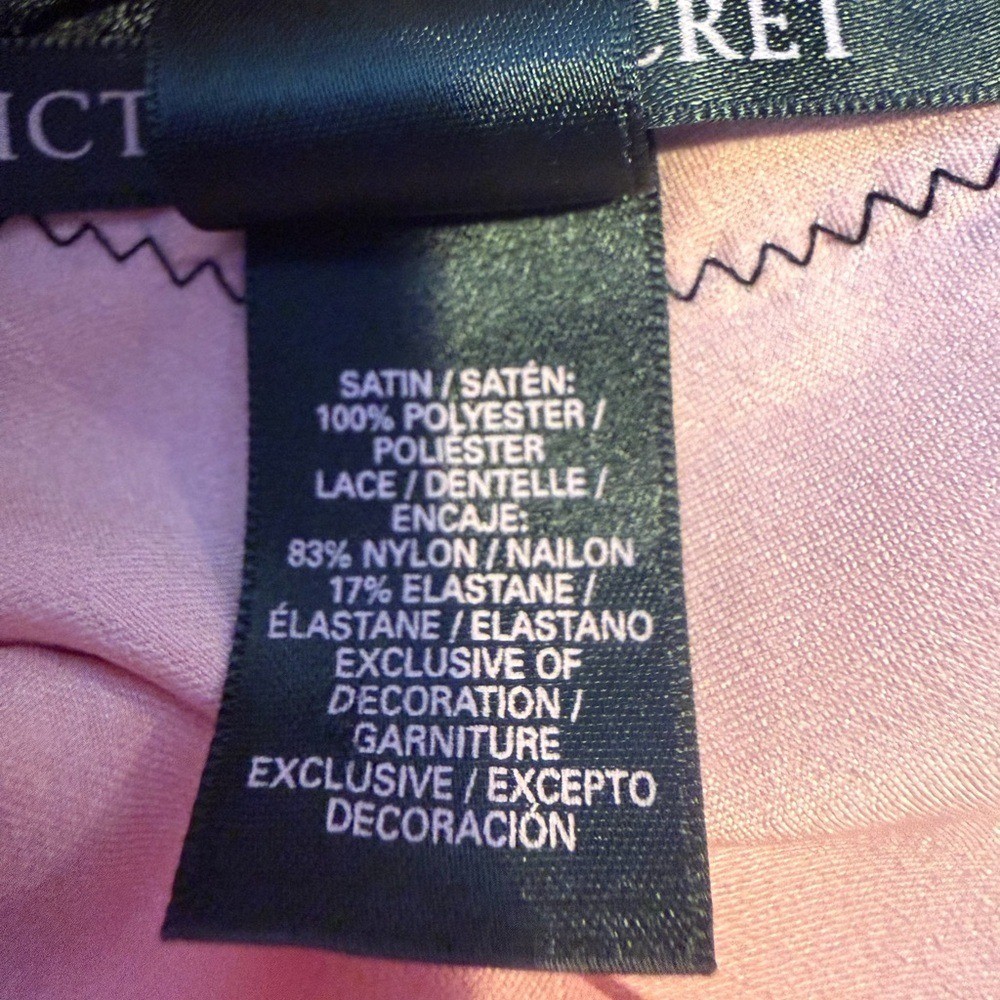 ICT
CRET
SATIN / SATÉN:
100% POLYESTER /
POLIÉSTER
LACE / DENTELLE /
ENCAJE:
83% NYLON / NAILON
17% ELASTANE /
ÉLASTANE / ELASTANO
EXCLUSIVE OF
DECORATION /
GARNITURE
EXCLUSIVE / EXCEPTO
DECORACIÓN